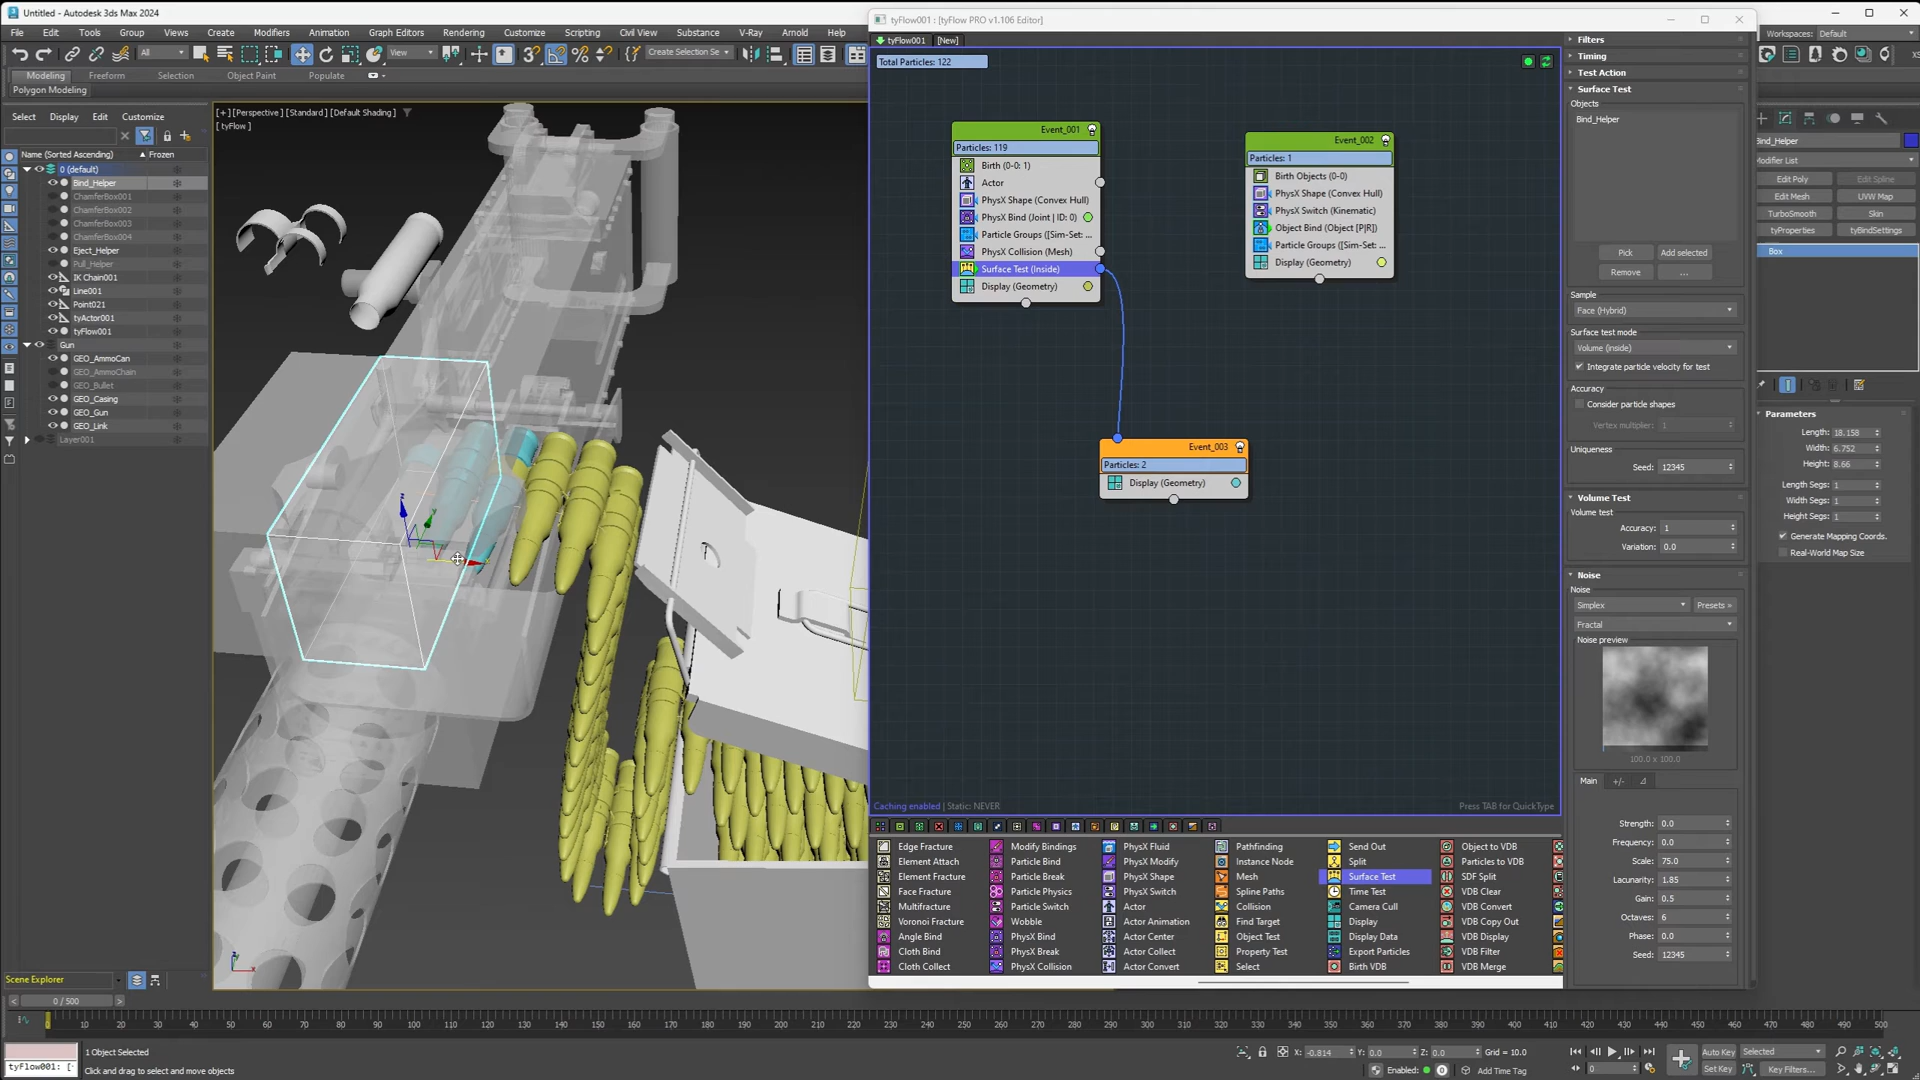 Untitled - Autodesk 3ds Max 2024
File Edit Tools Group Views Create Modifiers Animation Graph Editors Rendering Customize Scripting Civil View Substance V-Ray Arnold Help
Workspaces: Default
All View Create Selection Se
Modeling Freeform Selection Object Paint Populate
Polygon Modeling
Select Display Edit Customize
Name (Sorted Ascending) Frozen
0 (default)
Bind_Helper
ChamferBox001
ChamferBox002
ChamferBox003
ChamferBox004
Eject_Helper
Pull_Helper
IK Chain001
Line001
Point021
tyActor001
tyFlow001
Gun
GEO_AmmoCan
GEO_AmmoChain
GEO_Bullet
GEO_Casing
GEO_Gun
GEO_Link
Layer001
[+] [Perspective] [Standard] [Default Shading]
[ tyFlow ]
tyFlow001 : [tyFlow PRO v1.106 Editor]
tyFlow001 [New]
Total Particles: 122
Event_001
Particles: 119
Birth (0-0: 1)
Actor
PhysX Shape (Convex Hull)
PhysX Bind (Joint | ID: 0)
Particle Groups ([Sim-Set: ...
PhysX Collision (Mesh)
Surface Test (Inside)
Display (Geometry)
Event_002
Particles: 1
Birth Objects (0-0)
PhysX Shape (Convex Hull)
PhysX Switch (Kinematic)
Object Bind (Object [P|R])
Particle Groups ([Sim-Set: ...
Display (Geometry)
Event_003
Particles: 2
Display (Geometry)
Caching enabled | Static: NEVER
Press TAB for QuickType
Edge Fracture Modify Bindings PhysX Fluid Pathfinding Send Out Object to VDB
Element Attach Particle Bind PhysX Modify Instance Node Split Particles to VDB
Element Fracture Particle Break PhysX Shape Mesh Surface Test SDF Split
Face Fracture Particle Physics PhysX Switch Spline Paths Time Test VDB Clear
Multifracture Particle Switch Actor Collision Camera Cull VDB Convert
Voronoi Fracture Wobble Actor Animation Find Target Display VDB Copy Out
Angle Bind PhysX Bind Actor Center Object Test Display Data VDB Display
Cloth Bind PhysX Break Actor Collect Property Test Export Particles VDB Filter
Cloth Collect PhysX Collision Actor Convert Select Birth VDB VDB Merge
Filters
Timing
Test Action
Surface Test
Objects
Bind_Helper
Pick Add selected
Remove ...
Sample
Face (Hybrid)
Surface test mode
Volume (inside)
Integrate particle velocity for test
Accuracy
Consider particle shapes
Vertex multiplier: 1
Uniqueness
Seed: 12345
Volume Test
Volume test
Accuracy: 1
Variation: 0.0
Noise
Noise
Simplex Presets »
Fractal
Noise preview
100.0 x 100.0
Main +/-
Strength: 0.0
Frequency: 0.0
Scale: 75.0
Lacunarity: 1.85
Gain: 0.5
Octaves: 6
Phase: 0.0
Seed: 12345
Bind_Helper
Modifier List
Edit Poly Edit Spline
Edit Mesh UVW Map
TurboSmooth Skin
tyProperties tyBindSettings
Box
Parameters
Length: 18.158
Width: 6.752
Height: 8.66
Length Segs: 1
Width Segs: 1
Height Segs: 1
Generate Mapping Coords.
Real-World Map Size
Scene Explorer
0 / 500
0 10 20 30 40 50 60 70 80 90 100 110 120 130 140 150 160 170 180 190 200 210 220 230 240 250 260 270 280 290 300 310 320 330 340 350 360 370 380 390 400 410 420 430 440 450 460 470 480 490 500
1 Object Selected
Click and drag to select and move objects
tyFlow001: [
X: -0.814 Y: 0.0 Z: 0.0 Grid = 10.0
Enabled: Add Time Tag
0
Auto Key Selected
Set Key Key Filters...